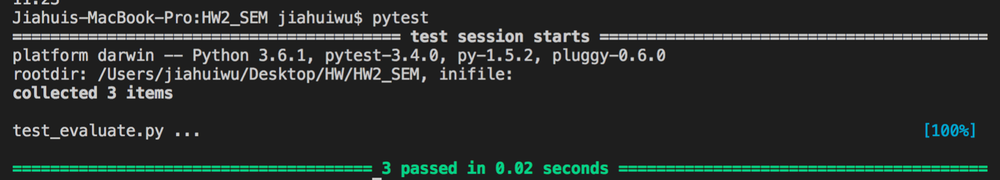 11.23
Jiahuis-MacBook-Pro:HW2_SEM jiahuiwu$ pytest
========================================= test session starts =========================================
platform darwin -- Python 3.6.1, pytest-3.4.0, py-1.5.2, pluggy-0.6.0
rootdir: /Users/jiahuiwu/Desktop/HW/HW2_SEM, inifile:
collected 3 items
test_evaluate.py ... [100%]
====================================== 3 passed in 0.02 seconds =======================================